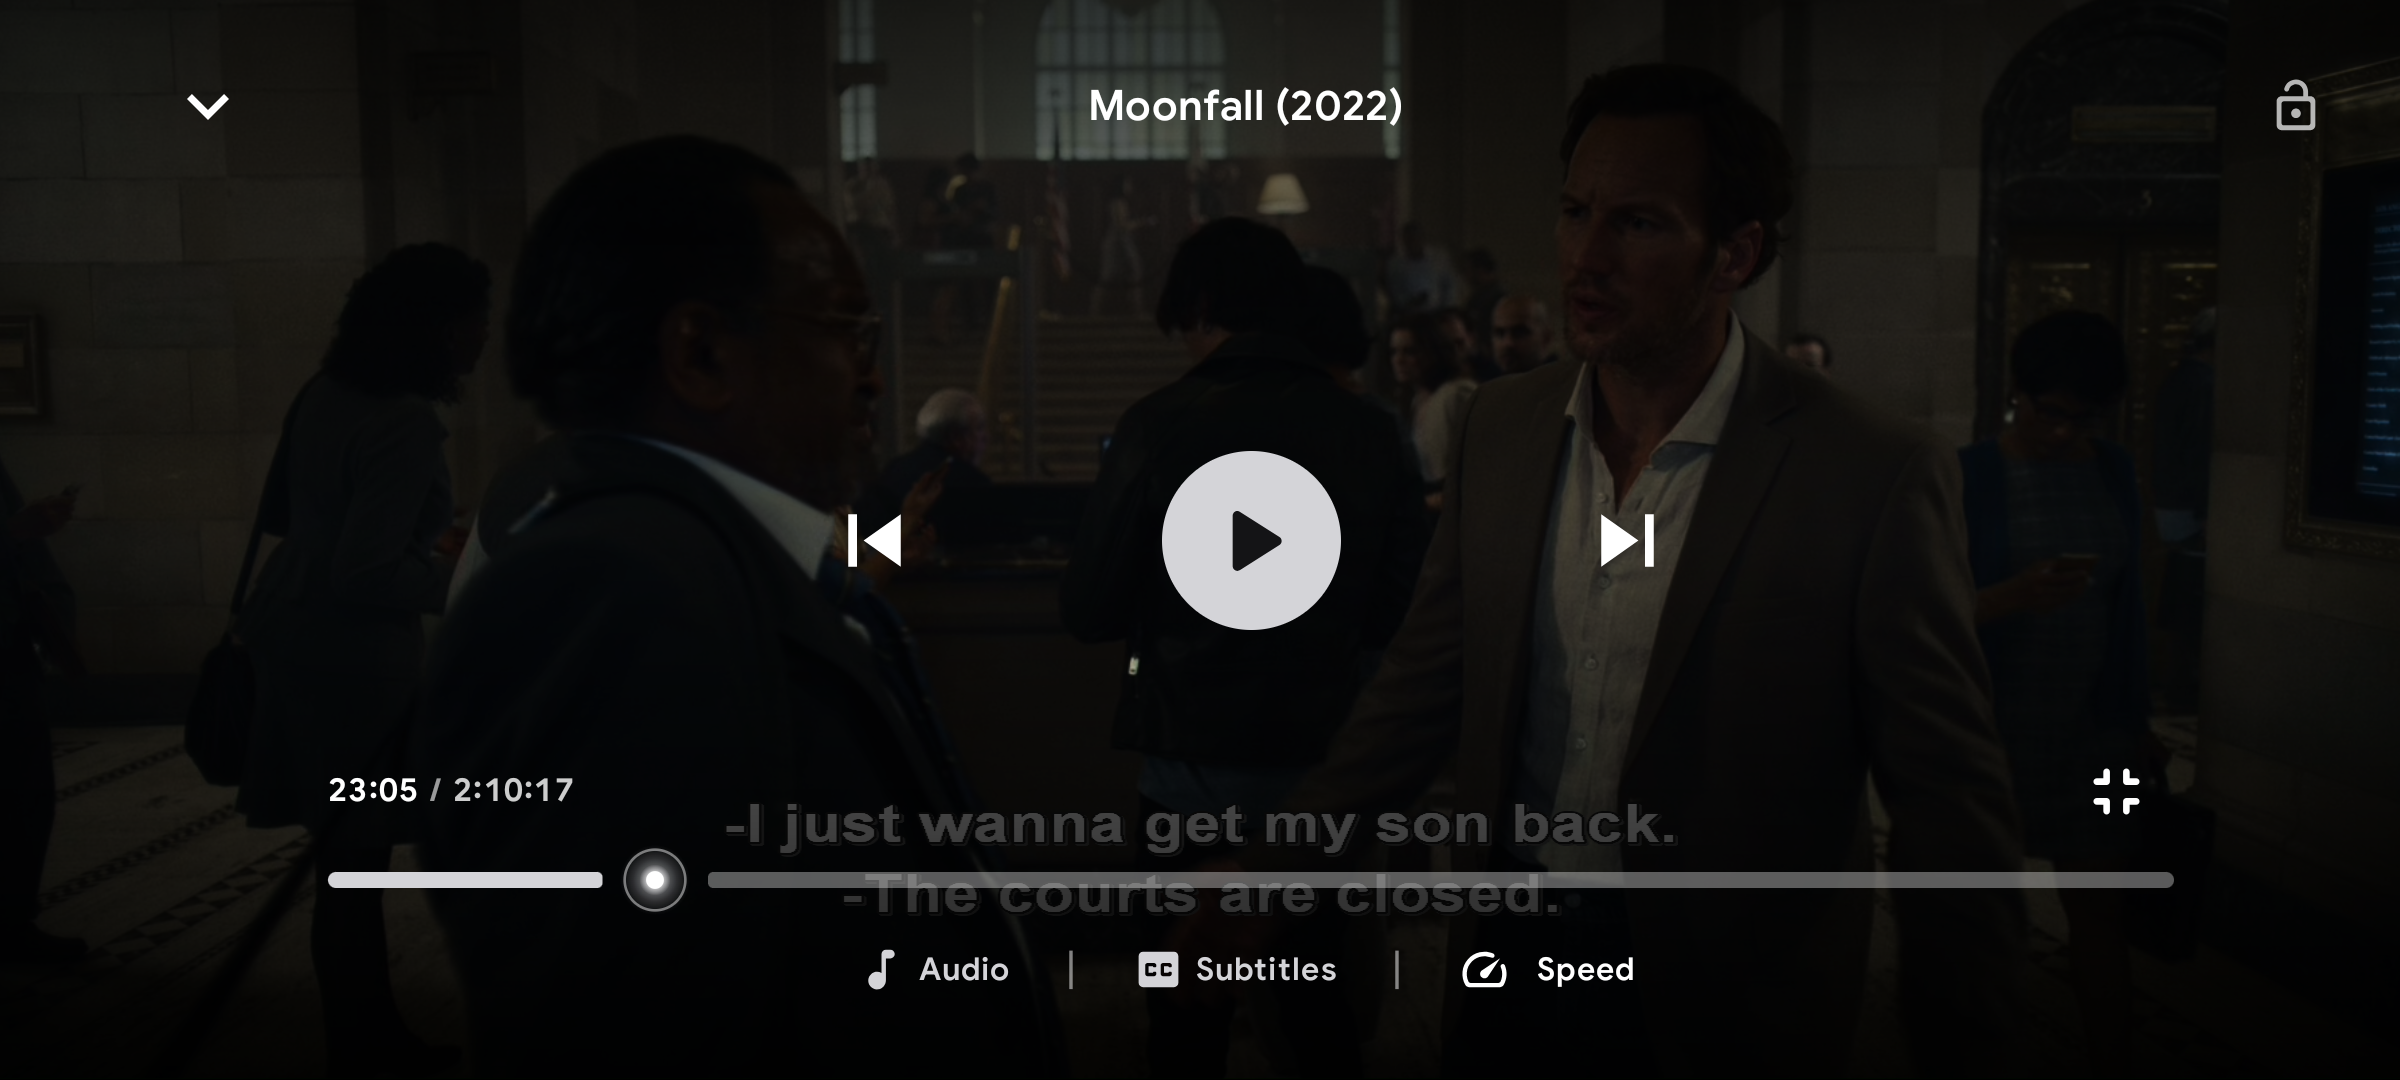 Moonfall (2022)
23:05 / 2:10:17
-I just wanna get my son back.
-The courts are closed.
Audio | CC Subtitles | Speed